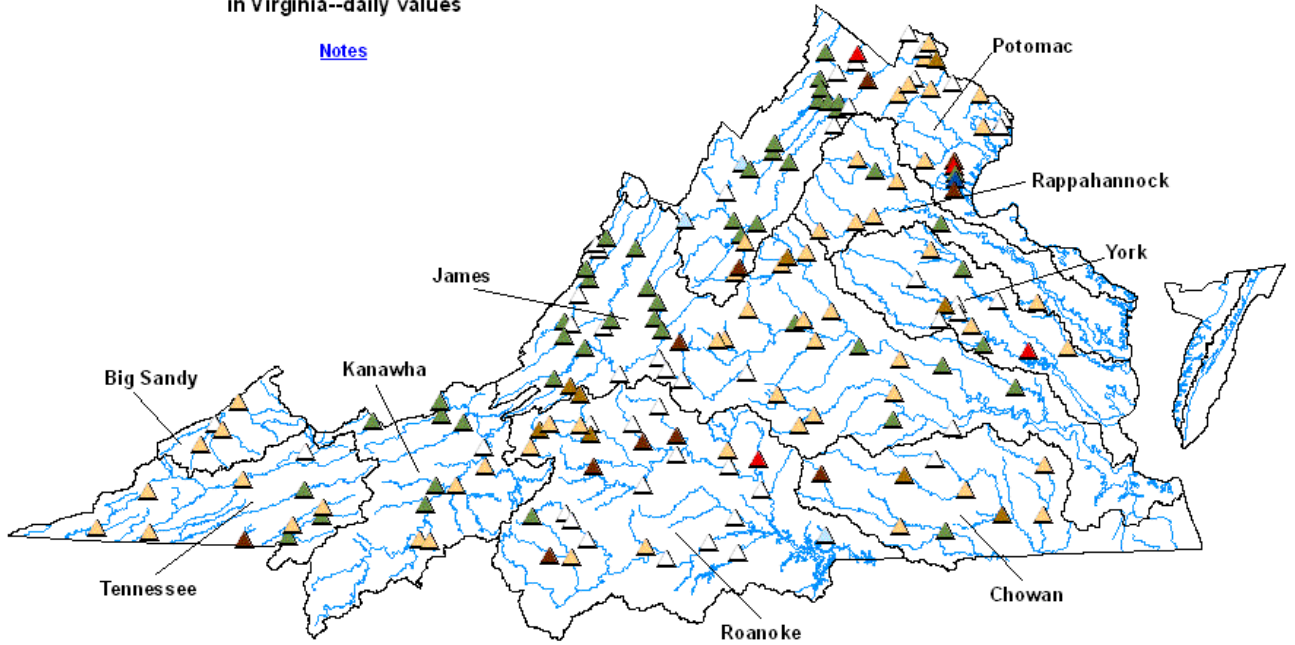 in Virginia--daily values
Notes
Potomac
Rappahannock
York
James
Kanawha
Big Sandy
Tennessee
Chowan
Roanoke